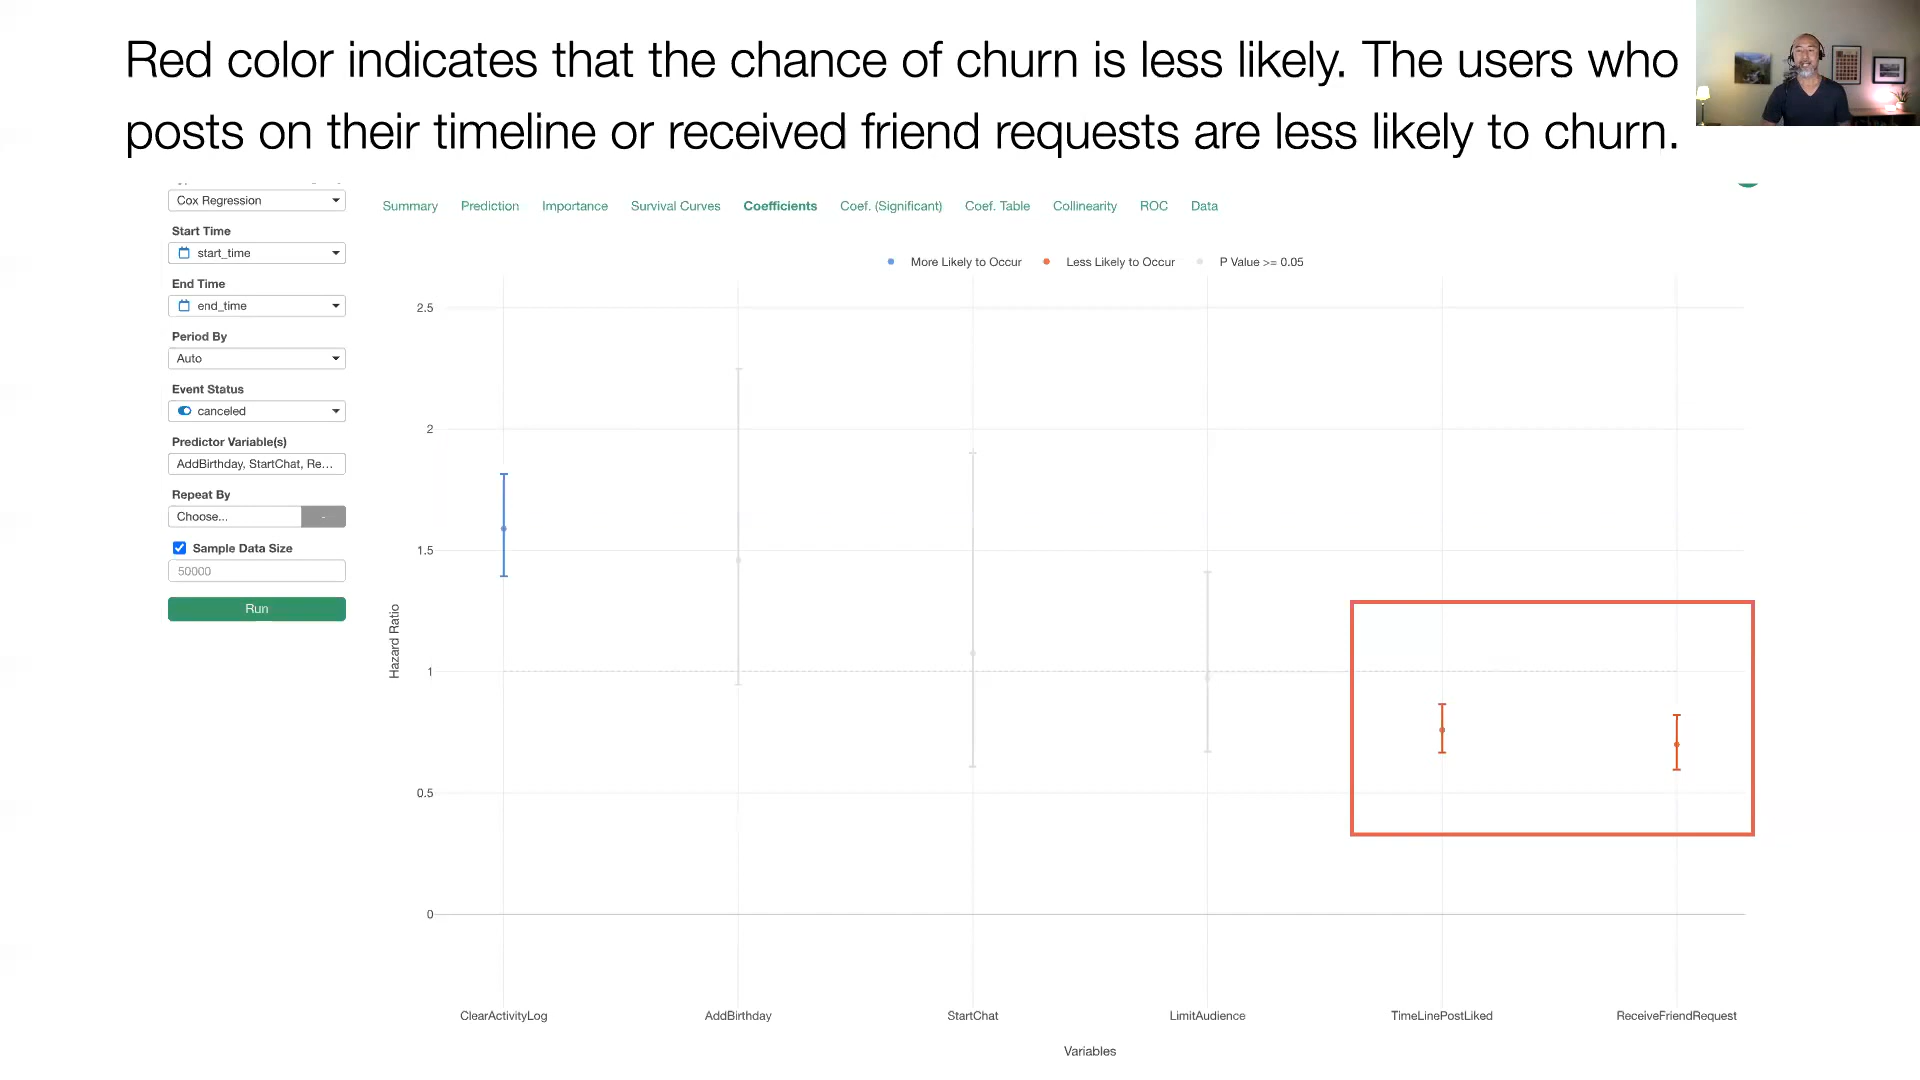 Red color indicates that the chance of churn is less likely. The users who
posts on their timeline or received friend requests are less likely to churn.
Cox Regression
Summary Prediction Importance Survival Curves Coefficients Coef. (Significant) Coef. Table Collinearity ROC Data
Start Time
start_time
End Time
end_time
Period By
Auto
Event Status
canceled
Predictor Variable(s)
AddBirthday, StartChat, Re...
Repeat By
Choose... -
Sample Data Size
50000
Run
More Likely to Occur Less Likely to Occur P Value >= 0.05
2.5
2
1.5
1
0.5
0
Hazard Ratio
ClearActivityLog AddBirthday StartChat LimitAudience TimeLinePostLiked ReceiveFriendRequest
Variables